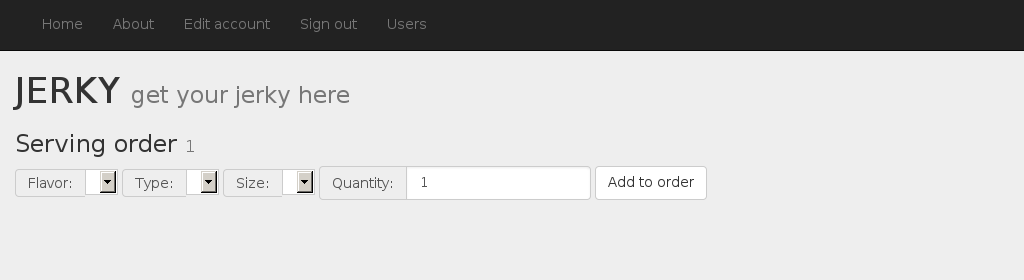 Home About Edit account Sign out Users
JERKY get your jerky here
Serving order 1
Flavor: Type: Size: Quantity: 1 Add to order